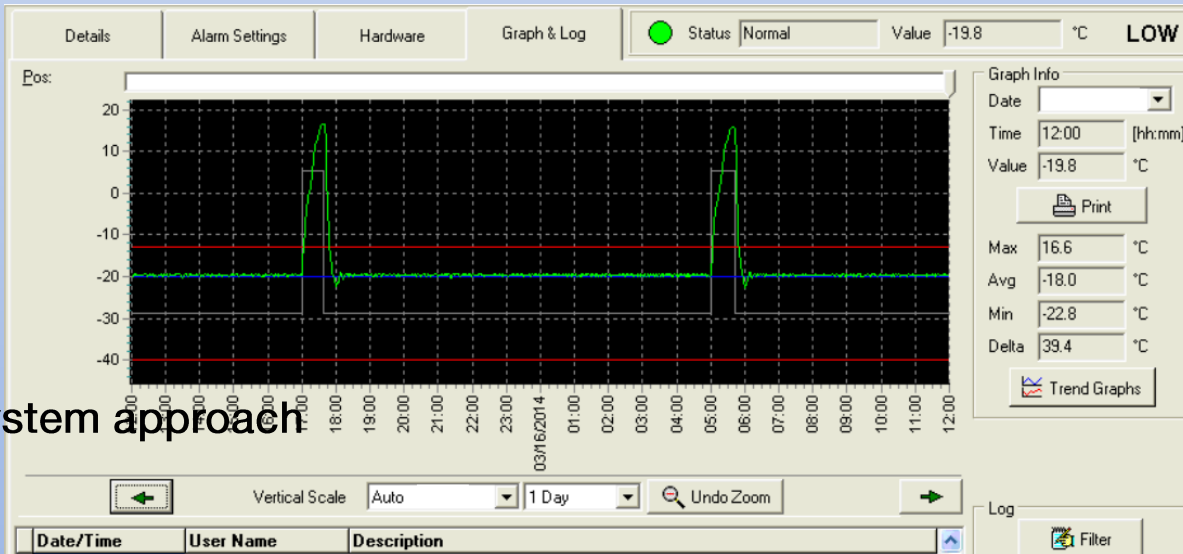 Details Alarm Settings Hardware Graph & Log Status Normal Value -19.8 °C LOW
Pos:
Graph Info
Date
Time 12:00 [hh:mm]
Value -19.8 °C
Print
Max 16.6 °C
Avg -18.0 °C
Min -22.8 °C
Delta 39.4 °C
Trend Graphs
20
10
0
-10
-20
-30
-40
17:00 18:00 19:00 20:00 21:00 22:00 23:00 03/16/2014 01:00 02:00 03:00 04:00 05:00 06:00 07:00 08:00 09:00 10:00 11:00 12:00
stem approach
Vertical Scale Auto 1 Day Undo Zoom
Log
Filter
Date/Time User Name Description